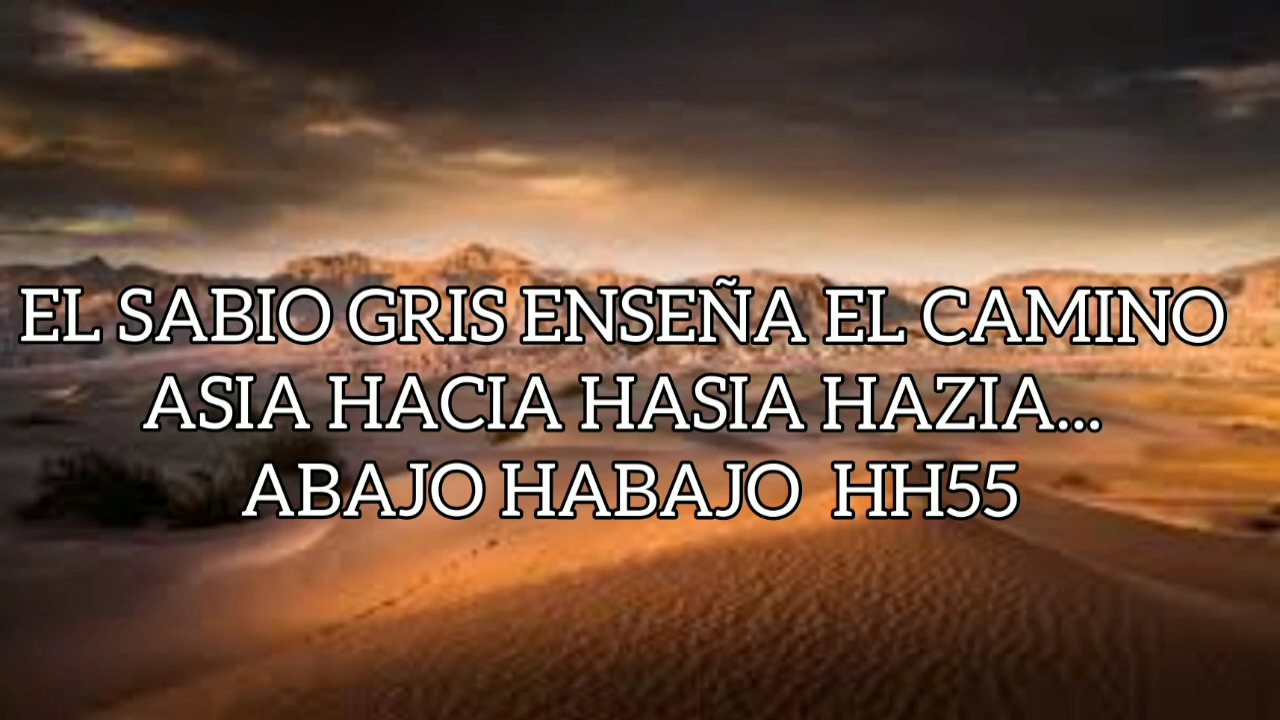 EL SABIO GRIS ENSEÑA EL CAMINO
ASIA HACIA HASIA HAZIA...
ABAJO HABAJO HH55